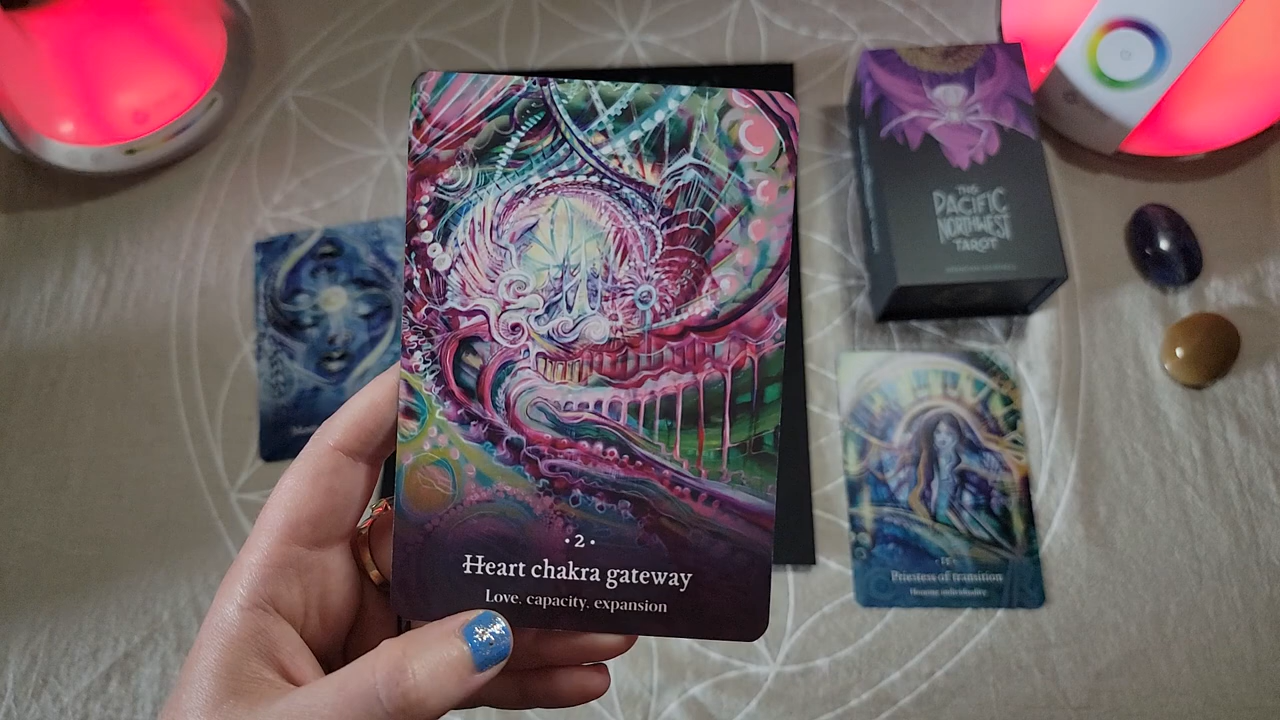 · 2 ·
Heart chakra gateway
Love. capacity. expansion
THE
PACIFIC
NORTHWEST
TAROT
Priestess of transition